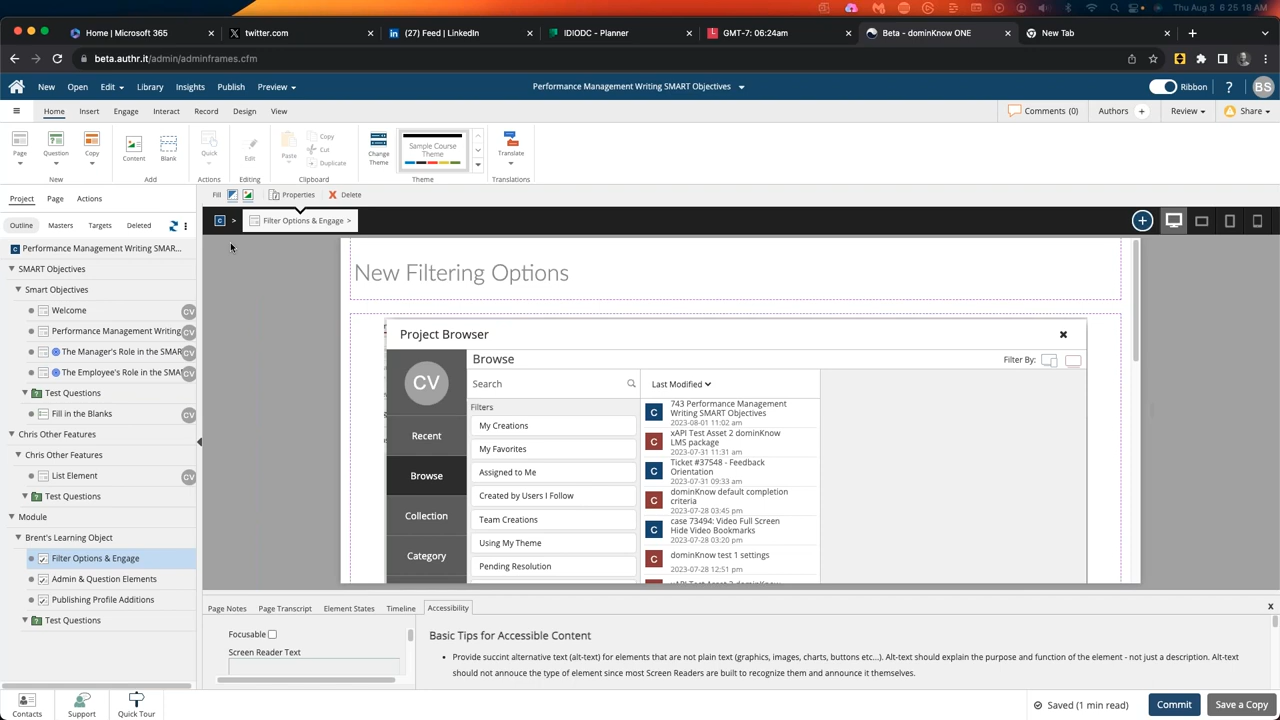 Thu Aug 3 6:25:18 AM
Home | Microsoft 365
twitter.com
(27) Feed | LinkedIn
IDIODC - Planner
GMT-7: 06:24am
Beta - dominKnow ONE
New Tab
beta.authr.it/admin/adminframes.cfm
New Open Edit Library Insights Publish Preview
Performance Management Writing SMART Objectives
Ribbon ? BS
Home Insert Engage Interact Record Design View
Comments (0) Authors + Review Share
Page Question Copy Content Blank Quick Edit Paste Copy Cut Duplicate Change Theme Sample Course Theme Translate
New Add Actions Editing Clipboard Theme Translations
Project Page Actions
Fill Properties Delete
Outline Masters Targets Deleted
C > Filter Options & Engage >
Performance Management Writing SMAR...
SMART Objectives
Smart Objectives
Welcome CV
Performance Management Writing CV
The Manager's Role in the SMAR CV
The Employee's Role in the SMA CV
Test Questions
Fill in the Blanks CV
Chris Other Features
Chris Other Features
List Element CV
Test Questions
Module
Brent's Learning Object
Filter Options & Engage
Admin & Question Elements
Publishing Profile Additions
Test Questions
New Filtering Options
Project Browser
CV
Recent
Browse
Collection
Category
Browse
Filter By:
Search
Last Modified
Filters
My Creations
My Favorites
Assigned to Me
Created by Users I Follow
Team Creations
Using My Theme
Pending Resolution
C 743 Performance Management
Writing SMART Objectives
2023-08-01 11:02 am
C xAPI Test Asset 2 dominKnow
LMS package
2023-07-31 11:31 am
C Ticket #37548 - Feedback
Orientation
2023-07-31 09:33 am
C dominKnow default completion
criteria
2023-07-28 03:45 pm
C case 73494: Video Full Screen
Hide Video Bookmarks
2023-07-28 03:20 pm
C dominKnow test 1 settings
2023-07-28 12:51 pm
Page Notes Page Transcript Element States Timeline Accessibility x
Focusable
Screen Reader Text
Basic Tips for Accessible Content
• Provide succint alternative text (alt-text) for elements that are not plain text (graphics, images, charts, buttons etc...). Alt-text should explain the purpose and function of the element - not just a description. Alt-text
should not annouce the type of element since most Screen Readers are built to recognize them and announce it themselves.
Contacts Support Quick Tour
Saved (1 min read) Commit Save a Copy